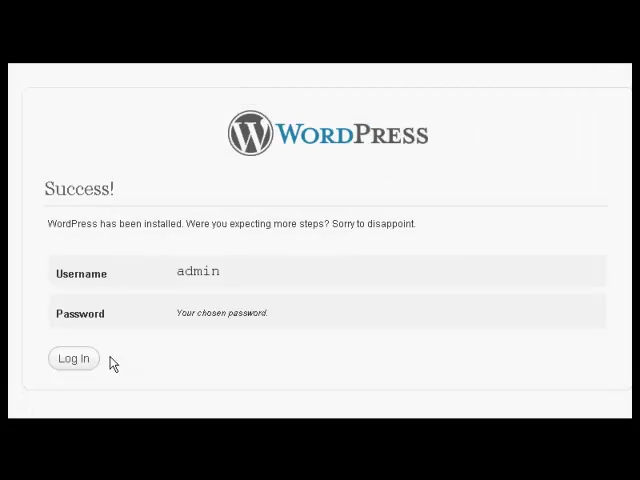 WORDPRESS
Success!
WordPress has been installed. Were you expecting more steps? Sorry to disappoint.
Username admin
Password Your chosen password.
Log In